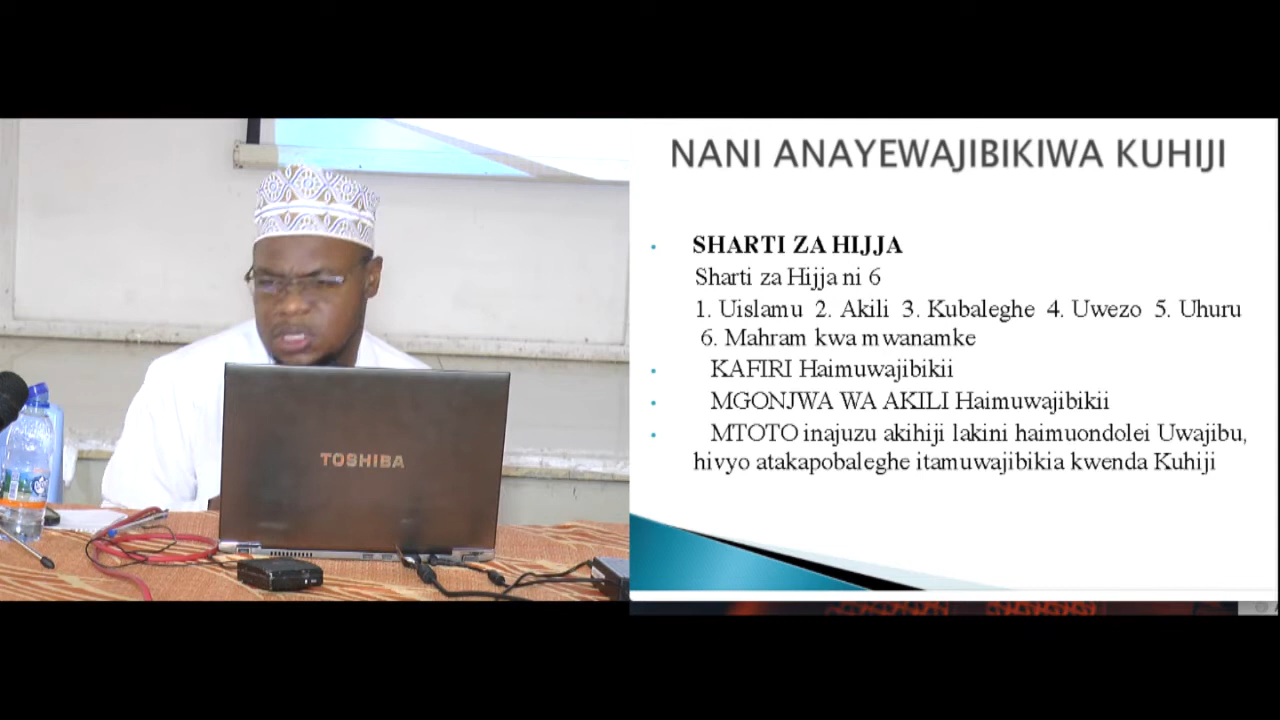 NANI ANAYEWAJIBIKIWA KUHIJI
SHARTI ZA HIJJA
Sharti za Hijja ni 6
1. Uislamu 2. Akili 3. Kubaleghe 4. Uwezo 5. Uhuru
6. Mahram kwa mwanamke
KAFIRI Haimuwajibikii
MGONJWA WA AKILI Haimuwajibikii
MTOTO inajuzu akihiji lakini haimuondolei Uwajibu,
hivyo atakapobaleghe itamuwajibikia kwenda Kuhiji
TOSHIBA